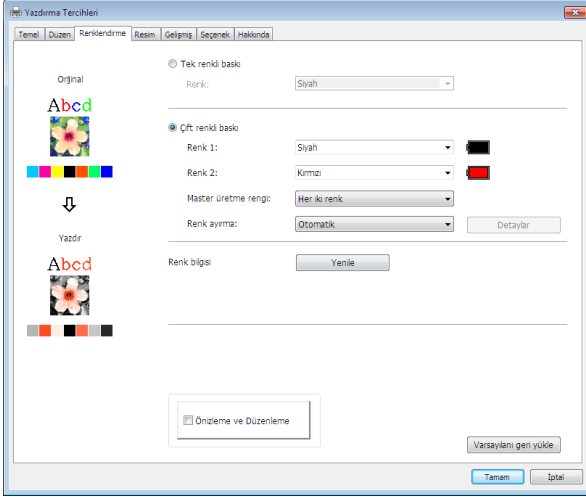 Yazdırma Tercihleri
Temel Düzen Renklendirme Resim Gelişmiş Seçenek Hakkında
Orjinal
Abcd
Yazdır
Abcd
Tek renkli baskı
Renk: Siyah
Çift renkli baskı
Renk 1: Siyah
Renk 2: Kırmızı
Master üretme rengi: Her iki renk
Renk ayırma: Otomatik Detaylar
Renk bilgisi Yenile
Önizleme ve Düzenleme
Varsayılanı geri yükle
Tamam İptal